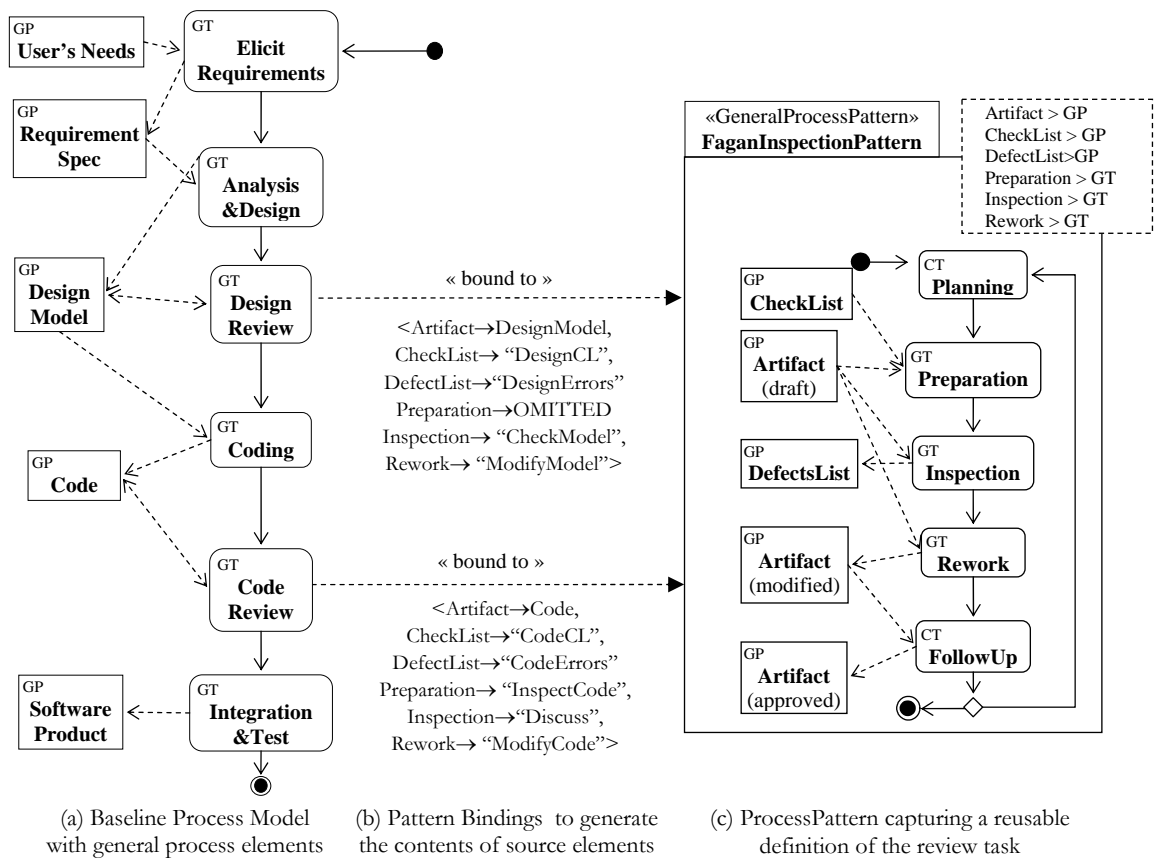 GP
User's Needs
GT
Elicit
Requirements
GP
Requirement
Spec
GT
Analysis
&Design
GP
Design
Model
GT
Design
Review
GT
Coding
GP
Code
GT
Code
Review
GP
Software
Product
GT
Integration
&Test
(a) Baseline Process Model
with general process elements
« bound to »
<Artifact→DesignModel,
CheckList→ “DesignCL”,
DefectList→“DesignErrors”
Preparation→OMITTED
Inspection→ “CheckModel”,
Rework→ “ModifyModel”>
« bound to »
<Artifact→Code,
CheckList→“CodeCL”,
DefectList→“CodeErrors”
Preparation→ “InspectCode”,
Inspection→“Discuss”,
Rework→ “ModifyCode”>
(b) Pattern Bindings to generate
the contents of source elements
«GeneralProcessPattern»
FaganInspectionPattern
Artifact > GP
CheckList > GP
DefectList>GP
Preparation > GT
Inspection > GT
Rework > GT
CT
Planning
GP
CheckList
GP
Artifact
(draft)
GT
Preparation
GP
DefectsList
GT
Inspection
GP
Artifact
(modified)
GT
Rework
GP
Artifact
(approved)
CT
FollowUp
(c) ProcessPattern capturing a reusable
definition of the review task